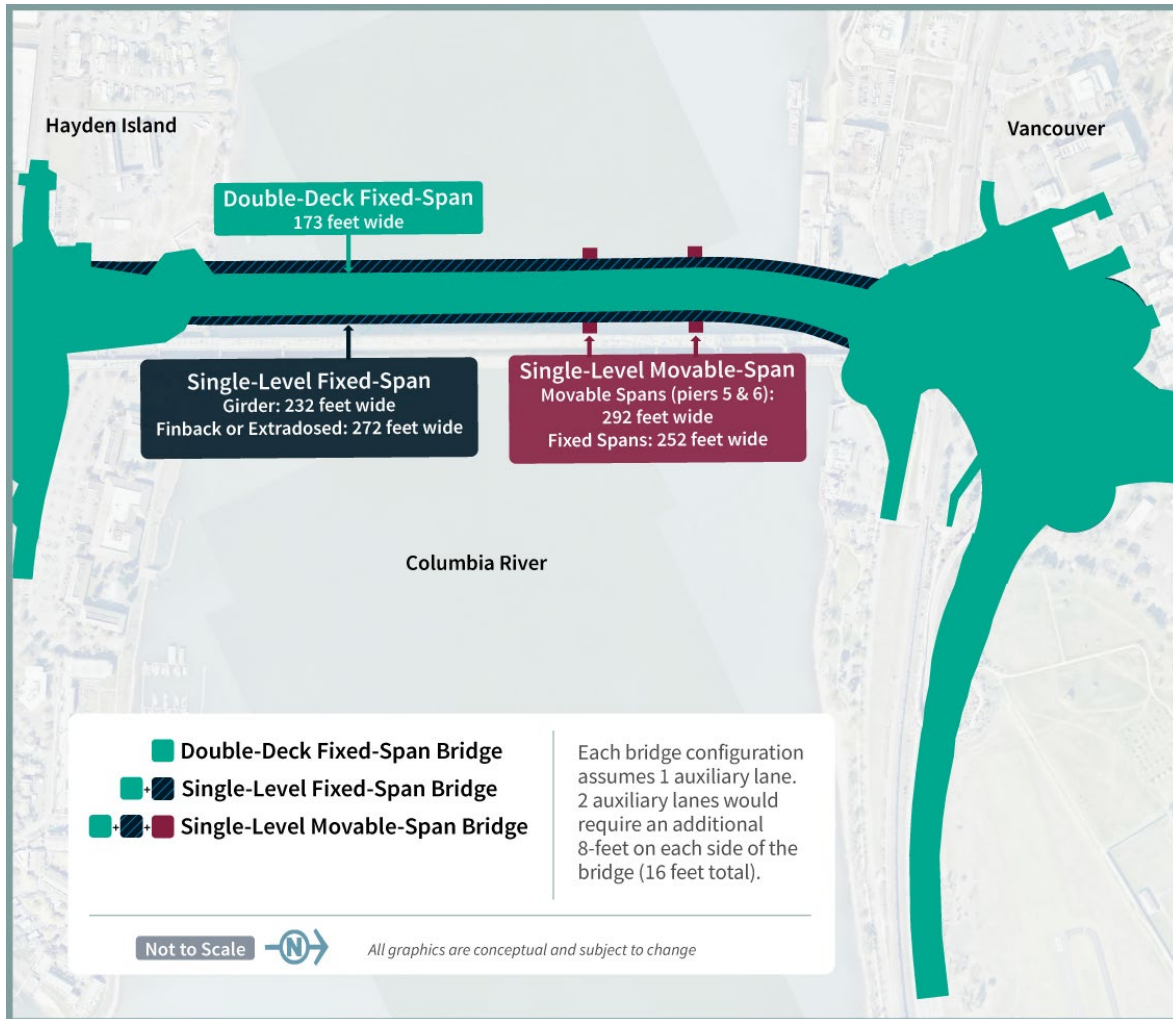 Hayden Island
Vancouver
Double-Deck Fixed-Span
173 feet wide
Single-Level Fixed-Span
Girder: 232 feet wide
Finback or Extradosed: 272 feet wide
Single-Level Movable-Span
Movable Spans (piers 5 & 6):
292 feet wide
Fixed Spans: 252 feet wide
Columbia River
Double-Deck Fixed-Span Bridge
+ Single-Level Fixed-Span Bridge
+ + Single-Level Movable-Span Bridge
Each bridge configuration
assumes 1 auxiliary lane.
2 auxiliary lanes would
require an additional
8-feet on each side of the
bridge (16 feet total).
Not to Scale
N
All graphics are conceptual and subject to change